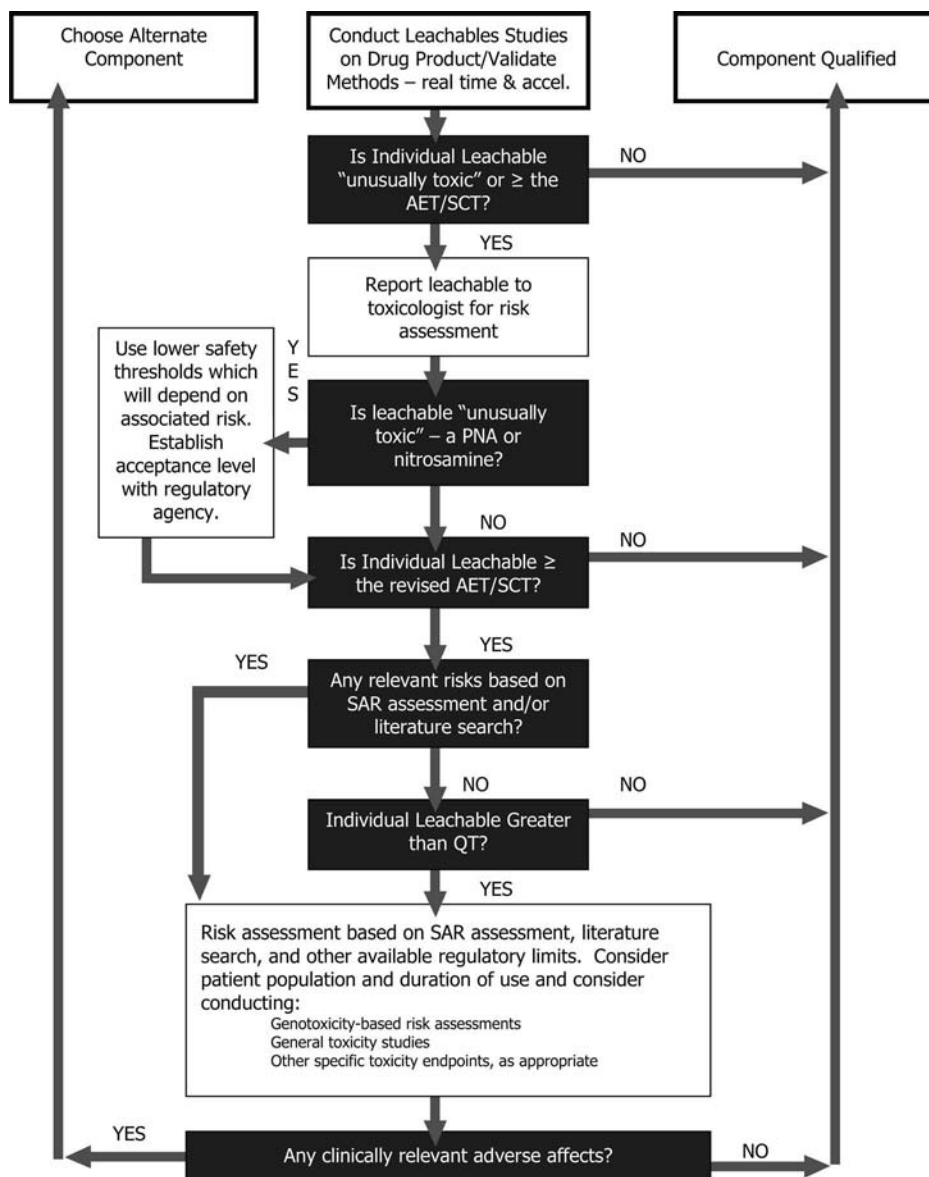 Choose Alternate
Component
Conduct Leachables Studies
on Drug Product/Validate
Methods – real time & accel.
Component Qualified
Is Individual Leachable
“unusually toxic” or ≥ the
AET/SCT?
NO
YES
Report leachable to
toxicologist for risk
assessment
Use lower safety
thresholds which
will depend on
associated risk.
Establish
acceptance level
with regulatory
agency.
Y
E
S
Is leachable “unusually
toxic” – a PNA or
nitrosamine?
NO
Is Individual Leachable ≥
the revised AET/SCT?
NO
YES
YES
Any relevant risks based on
SAR assessment and/or
literature search?
NO
NO
Individual Leachable Greater
than QT?
YES
Risk assessment based on SAR assessment, literature
search, and other available regulatory limits. Consider
patient population and duration of use and consider
conducting:
Genotoxicity-based risk assessments
General toxicity studies
Other specific toxicity endpoints, as appropriate
YES
Any clinically relevant adverse affects?
NO